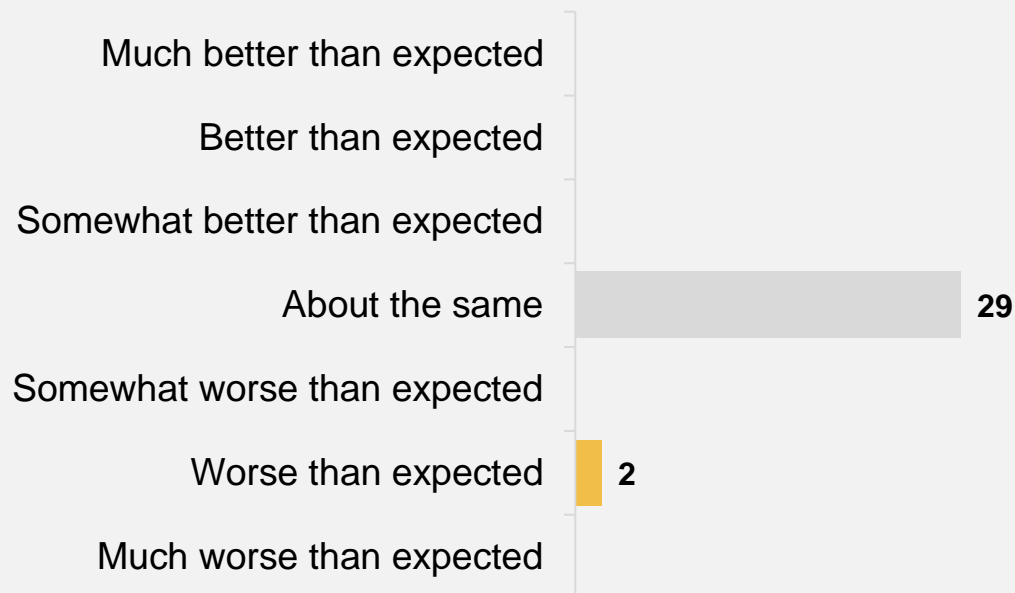 Much better than expected
Better than expected
Somewhat better than expected
About the same 29
Somewhat worse than expected
Worse than expected 2
Much worse than expected